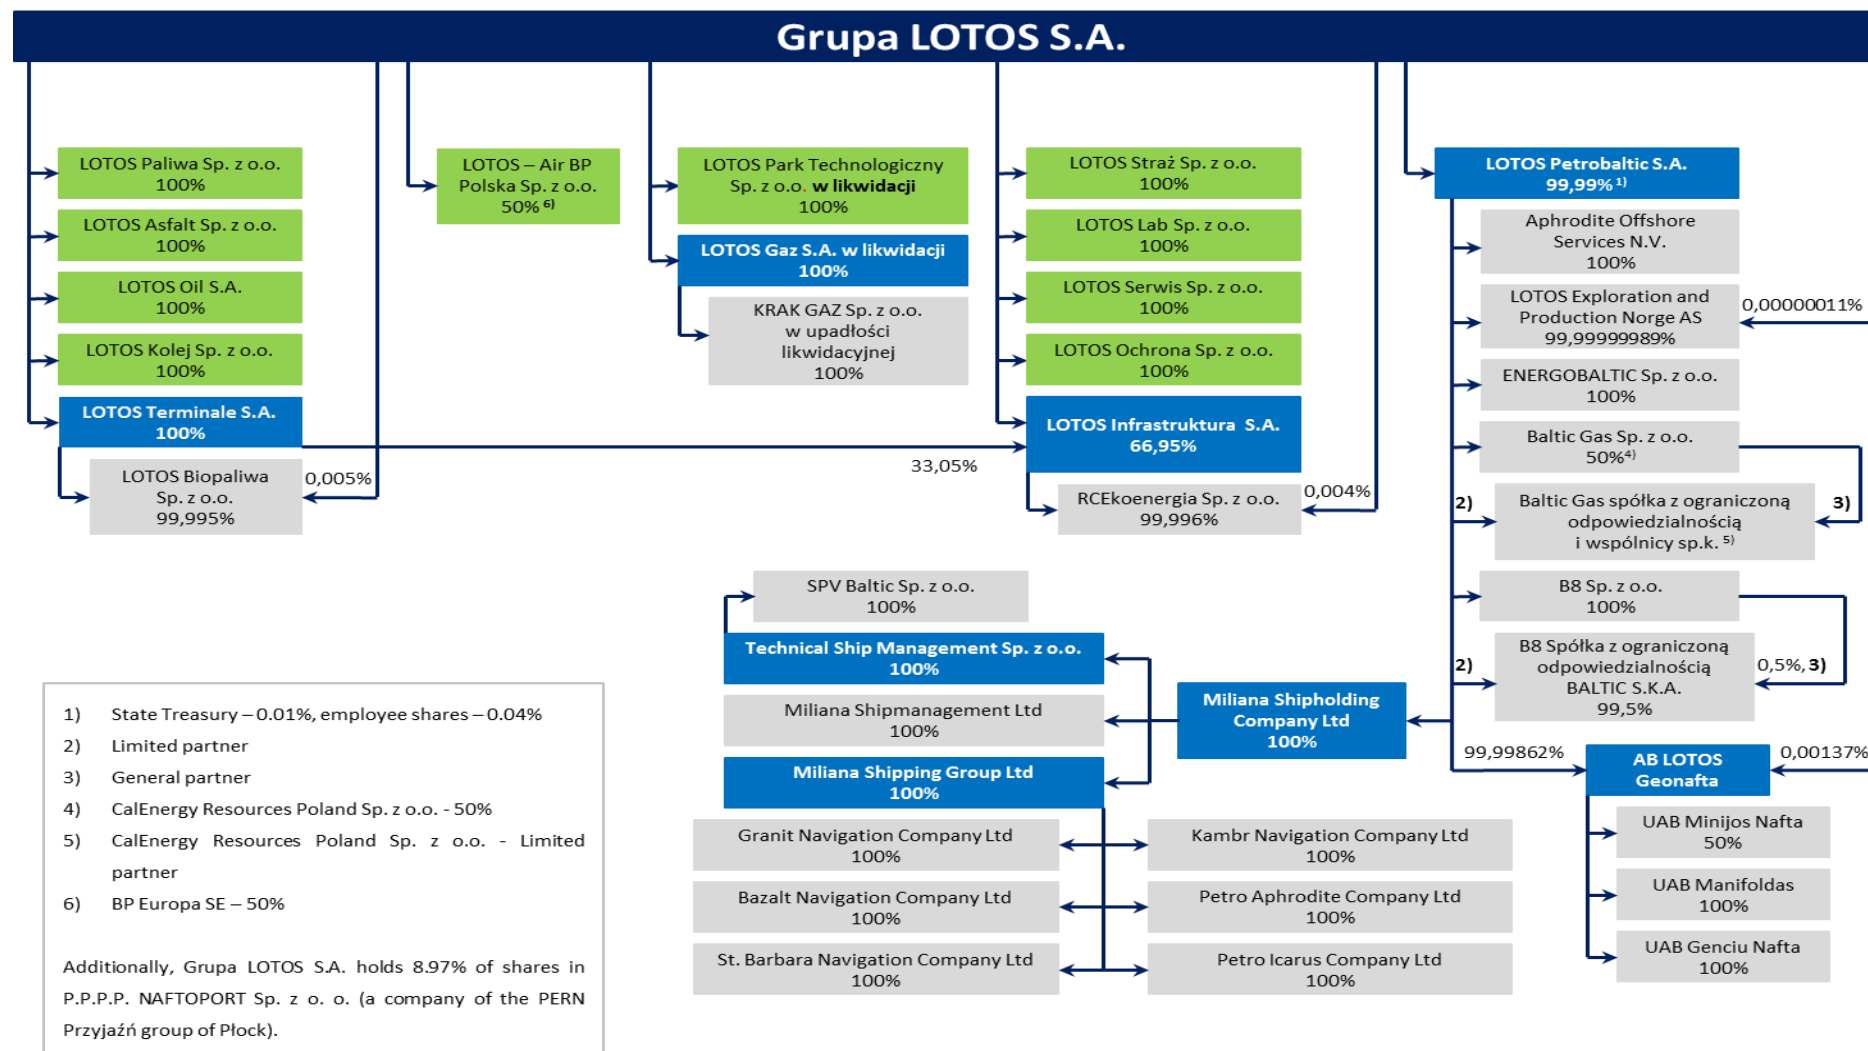 Grupa LOTOS S.A.
LOTOS Paliwa Sp. z o.o.
100%
LOTOS Asfalt Sp. z o.o.
100%
LOTOS Oil S.A.
100%
LOTOS Kolej Sp. z o.o.
100%
LOTOS Terminale S.A.
100%
LOTOS Biopaliwa
Sp. z o.o.
99,995%
0,005%
LOTOS – Air BP
Polska Sp. z o.o.
50% 6)
LOTOS Park Technologiczny
Sp. z o.o. w likwidacji
100%
LOTOS Gaz S.A. w likwidacji
100%
KRAK GAZ Sp. z o.o.
w upadłości
likwidacyjnej
100%
33,05%
LOTOS Straż Sp. z o.o.
100%
LOTOS Lab Sp. z o.o.
100%
LOTOS Serwis Sp. z o.o.
100%
LOTOS Ochrona Sp. z o.o.
100%
LOTOS Infrastruktura S.A.
66,95%
RCEkoenergia Sp. z o.o.
99,996%
0,004%
LOTOS Petrobaltic S.A.
99,99% 1)
Aphrodite Offshore
Services N.V.
100%
LOTOS Exploration and
Production Norge AS
99,99999989%
0,00000011%
ENERGOBALTIC Sp. z o.o.
100%
Baltic Gas Sp. z o.o.
50%4)
2)
Baltic Gas spółka z ograniczoną
odpowiedzialnością
i wspólnicy sp.k. 5)
3)
B8 Sp. z o.o.
100%
2)
B8 Spółka z ograniczoną
odpowiedzialnością
BALTIC S.K.A.
99,5%
0,5%, 3)
SPV Baltic Sp. z o.o.
100%
Technical Ship Management Sp. z o.o.
100%
Miliana Shipmanagement Ltd
100%
Miliana Shipping Group Ltd
100%
Miliana Shipholding
Company Ltd
100%
99,99862%
AB LOTOS
Geonafta
0,00137%
UAB Minijos Nafta
50%
UAB Manifoldas
100%
UAB Genciu Nafta
100%
Granit Navigation Company Ltd
100%
Kambr Navigation Company Ltd
100%
Bazalt Navigation Company Ltd
100%
Petro Aphrodite Company Ltd
100%
St. Barbara Navigation Company Ltd
100%
Petro Icarus Company Ltd
100%
1) State Treasury – 0.01%, employee shares – 0.04%
2) Limited partner
3) General partner
4) CalEnergy Resources Poland Sp. z o.o. - 50%
5) CalEnergy Resources Poland Sp. z o.o. - Limited
partner
6) BP Europa SE – 50%
Additionally, Grupa LOTOS S.A. holds 8.97% of shares in
P.P.P.P. NAFTOPORT Sp. z o. o. (a company of the PERN
Przyjaźń group of Płock).